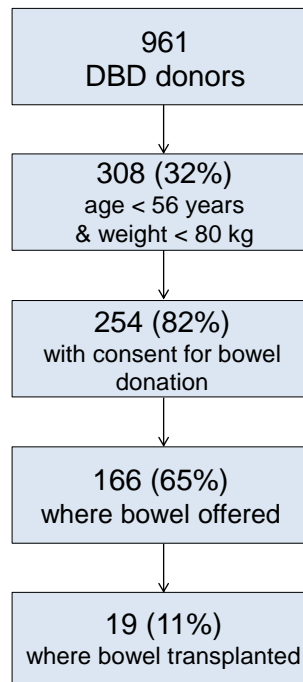 961
DBD donors
308 (32%)
age < 56 years
& weight < 80 kg
254 (82%)
with consent for bowel
donation
166 (65%)
where bowel offered
19 (11%)
where bowel transplanted